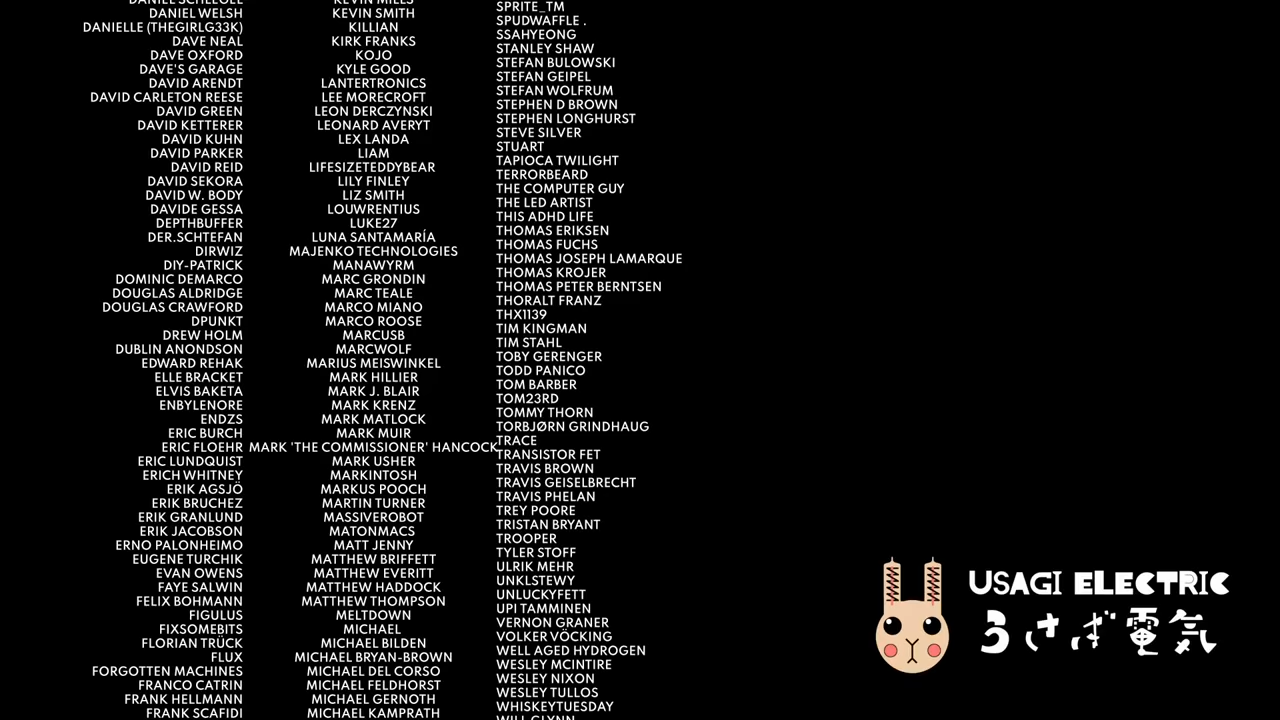 DANIEL SCHLEGEL
DANIEL WELSH
DANIELLE (THEGIRLG33K)
DAVE NEAL
DAVE OXFORD
DAVE'S GARAGE
DAVID ARENDT
DAVID CARLETON REESE
DAVID GREEN
DAVID KETTERER
DAVID KUHN
DAVID PARKER
DAVID REID
DAVID SEKORA
DAVID W. BODY
DAVIDE GESSA
DEPTHBUFFER
DER.SCHTEFAN
DIRWIZ
DIY-PATRICK
DOMINIC DEMARCO
DOUGLAS ALDRIDGE
DOUGLAS CRAWFORD
DPUNKT
DREW HOLM
DUBLIN ANONDSON
EDWARD REHAK
ELLE BRACKET
ELVIS BAKETA
ENBYLENORE
ENDZS
ERIC BURCH
ERIC FLOEHR
ERIC LUNDQUIST
ERICH WHITNEY
ERIK AGSJÖ
ERIK BRUCHEZ
ERIK GRANLUND
ERIK JACOBSON
ERNO PALONHEIMO
EUGENE TURCHIK
EVAN OWENS
FAYE SALWIN
FELIX BOHMANN
FIGULUS
FIXSOMEBITS
FLORIAN TRÜCK
FLUX
FORGOTTEN MACHINES
FRANCO CATRIN
FRANK HELLMANN
FRANK SCAFIDI
KEVIN MILLS
KEVIN SMITH
KILLIAN
KIRK FRANKS
KOJO
KYLE GOOD
LANTERTRONICS
LEE MORECROFT
LEON DERCZYNSKI
LEONARD AVERYT
LEX LANDA
LIAM
LIFESIZETEDDYBEAR
LILY FINLEY
LIZ SMITH
LOUWRENTIUS
LUKE27
LUNA SANTAMARÍA
MAJENKO TECHNOLOGIES
MANAWYRM
MARC GRONDIN
MARC TEALE
MARCO MIANO
MARCO ROOSE
MARCUSB
MARCWOLF
MARIUS MEISWINKEL
MARK HILLIER
MARK J. BLAIR
MARK KRENZ
MARK MATLOCK
MARK MUIR
MARK 'THE COMMISSIONER' HANCOCK
MARK USHER
MARKINTOSH
MARKUS POOCH
MARTIN TURNER
MASSIVEROBOT
MATONMACS
MATT JENNY
MATTHEW BRIFFETT
MATTHEW EVERITT
MATTHEW HADDOCK
MATTHEW THOMPSON
MELTDOWN
MICHAEL
MICHAEL BILDEN
MICHAEL BRYAN-BROWN
MICHAEL DEL CORSO
MICHAEL FELDHORST
MICHAEL GERNOTH
MICHAEL KAMPRATH
SPRITE_TM
SPUDWAFFLE .
SSAHYEONG
STANLEY SHAW
STEFAN BULOWSKI
STEFAN GEIPEL
STEFAN WOLFRUM
STEPHEN D BROWN
STEPHEN LONGHURST
STEVE SILVER
STUART
TAPIOCA TWILIGHT
TERRORBEARD
THE COMPUTER GUY
THE LED ARTIST
THIS ADHD LIFE
THOMAS ERIKSEN
THOMAS FUCHS
THOMAS JOSEPH LAMARQUE
THOMAS KROJER
THOMAS PETER BERNTSEN
THORALT FRANZ
THX1139
TIM KINGMAN
TIM STAHL
TOBY GERENGER
TODD PANICO
TOM BARBER
TOM23RD
TOMMY THORN
TORBJØRN GRINDHAUG
TRACE
TRANSISTOR FET
TRAVIS BROWN
TRAVIS GEISELBRECHT
TRAVIS PHELAN
TREY POORE
TRISTAN BRYANT
TROOPER
TYLER STOFF
ULRIK MEHR
UNKLSTEWY
UNLUCKYFETT
UPI TAMMINEN
VERNON GRANER
VOLKER VÖCKING
WELL AGED HYDROGEN
WESLEY MCINTIRE
WESLEY NIXON
WESLEY TULLOS
WHISKEYTUESDAY
WILL GLYNN
USAGI ELECTRIC
うさぎ電気